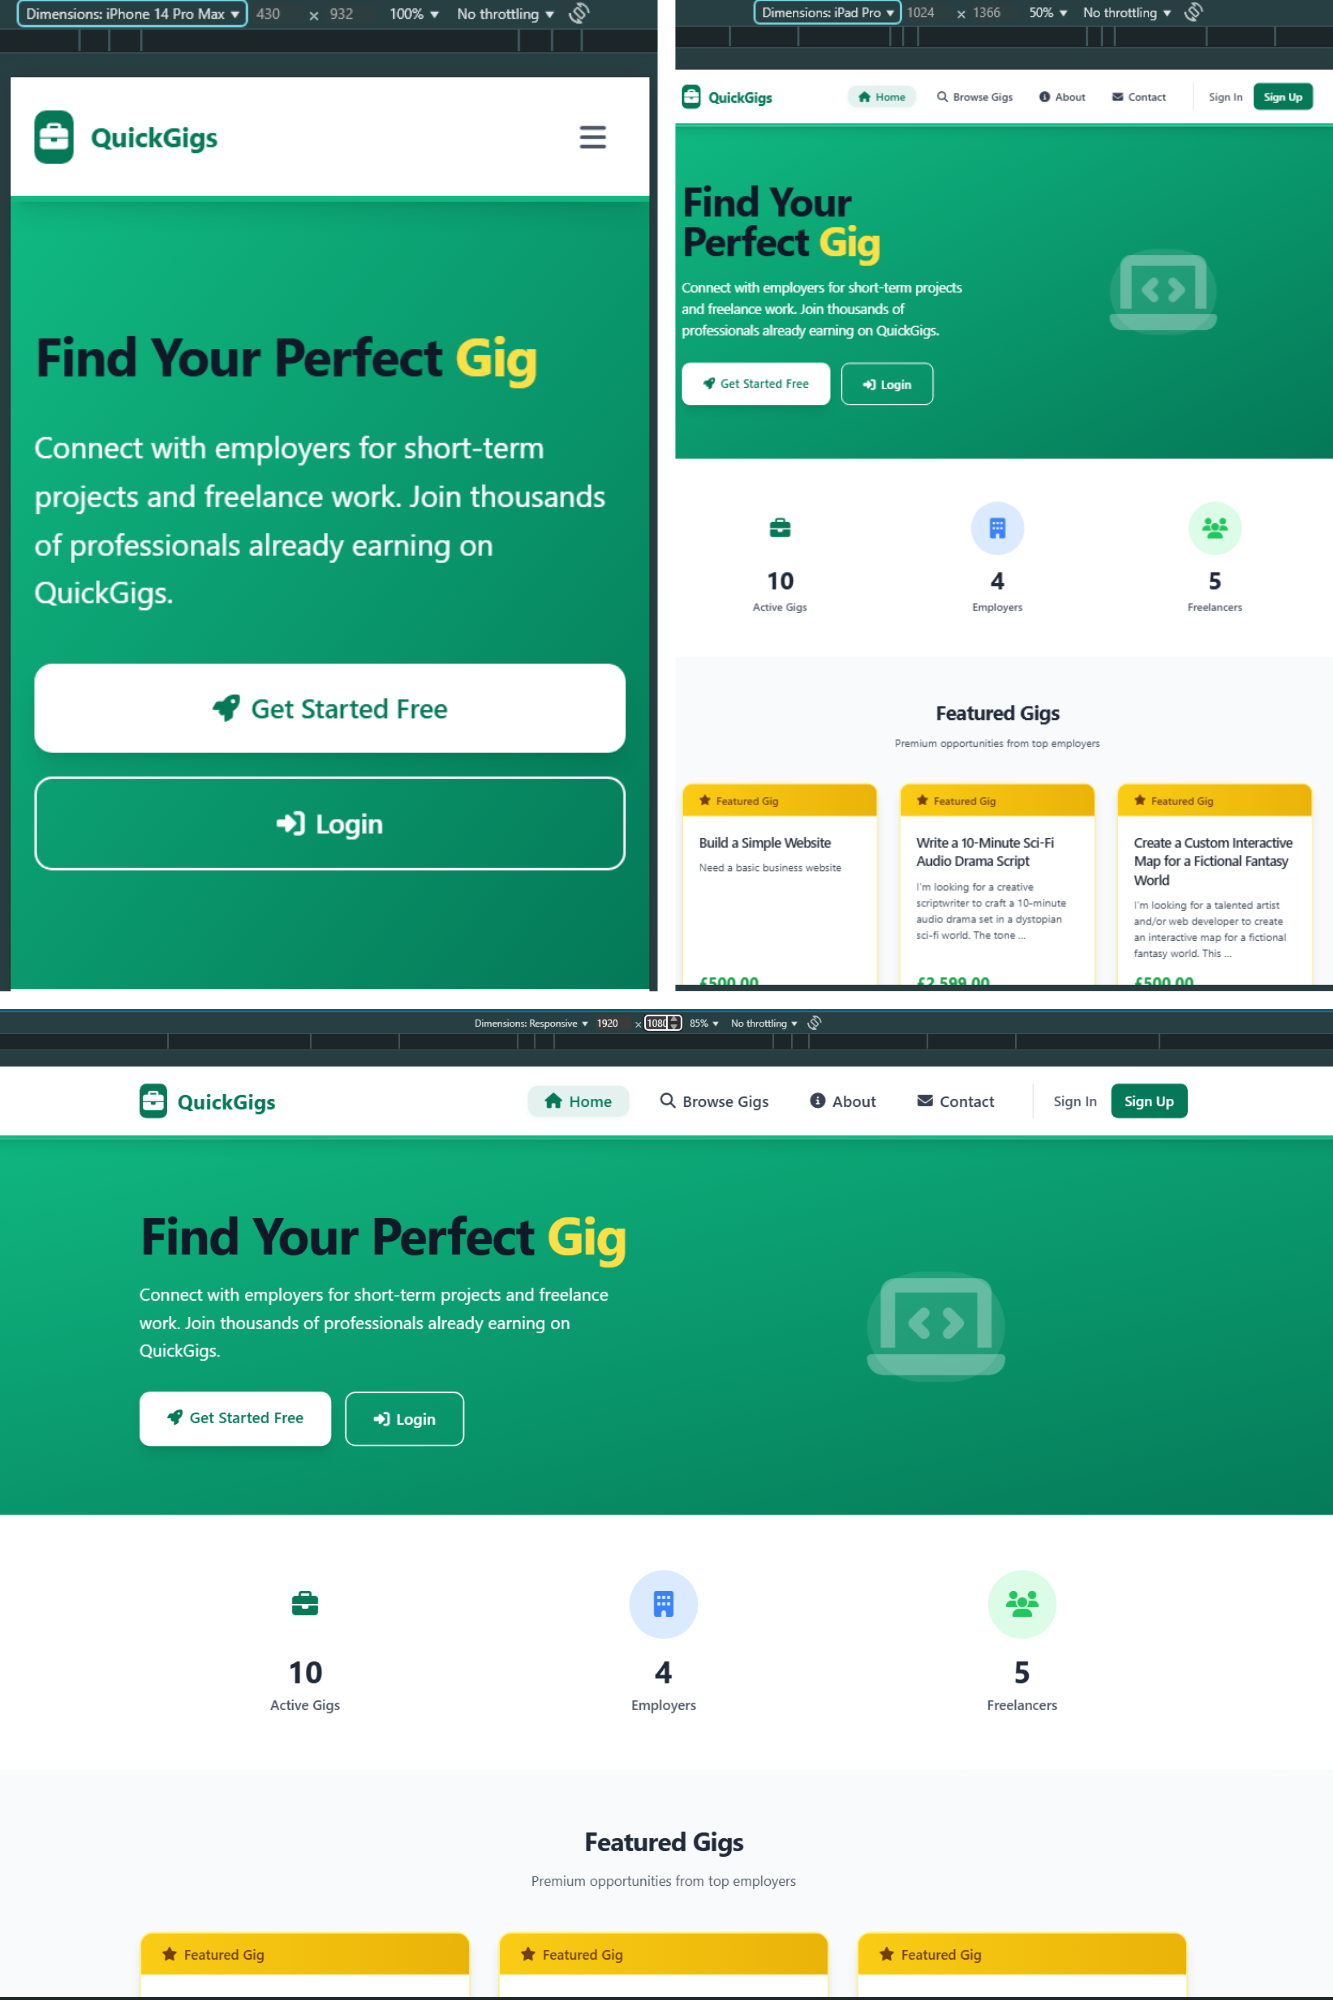 Dimensions: iPhone 14 Pro Max ▼ 430 × 932 100% ▼ No throttling ▼
QuickGigs
Find Your Perfect Gig
Connect with employers for short-term
projects and freelance work. Join thousands
of professionals already earning on
QuickGigs.
Get Started Free
Login
Dimensions: iPad Pro ▼ 1024 × 1366 50% ▼ No throttling ▼
QuickGigs Home Browse Gigs About Contact Sign In Sign Up
Find Your
Perfect Gig
Connect with employers for short-term projects
and freelance work. Join thousands of
professionals already earning on QuickGigs.
Get Started Free Login
10 4 5
Active Gigs Employers Freelancers
Featured Gigs
Premium opportunities from top employers
Featured Gig
Build a Simple Website
Need a basic business website
£500.00
Featured Gig
Write a 10-Minute Sci-Fi
Audio Drama Script
I'm looking for a creative
scriptwriter to craft a 10-minute
audio drama set in a dystopian
sci-fi world. The tone ...
£2,599.00
Featured Gig
Create a Custom Interactive
Map for a Fictional Fantasy
World
I'm looking for a talented artist
and/or web developer to create
an interactive map for a fictional
fantasy world. This ...
£500.00
Dimensions: Responsive ▼ 1920 × 1080 85% ▼ No throttling ▼
QuickGigs Home Browse Gigs About Contact Sign In Sign Up
Find Your Perfect Gig
Connect with employers for short-term projects and freelance
work. Join thousands of professionals already earning on
QuickGigs.
Get Started Free Login
10 4 5
Active Gigs Employers Freelancers
Featured Gigs
Premium opportunities from top employers
Featured Gig Featured Gig Featured Gig